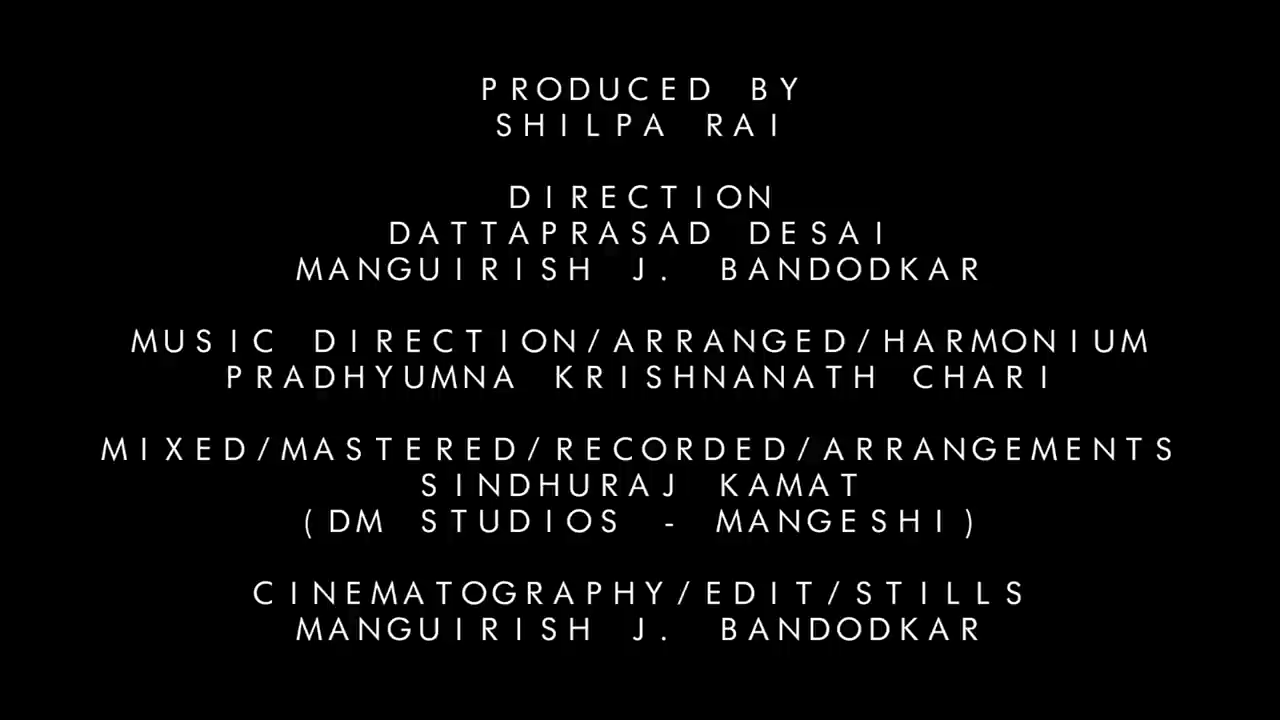 PRODUCED BY
SHILPA RAI
DIRECTION
DATTAPRASAD DESAI
MANGUIRISH J. BANDODKAR
MUSIC DIRECTION/ARRANGED/HARMONIUM
PRADHYUMNA KRISHNANATH CHARI
MIXED/MASTERED/RECORDED/ARRANGEMENTS
SINDHURAJ KAMAT
(DM STUDIOS - MANGESHI)
CINEMATOGRAPHY/EDIT/STILLS
MANGUIRISH J. BANDODKAR